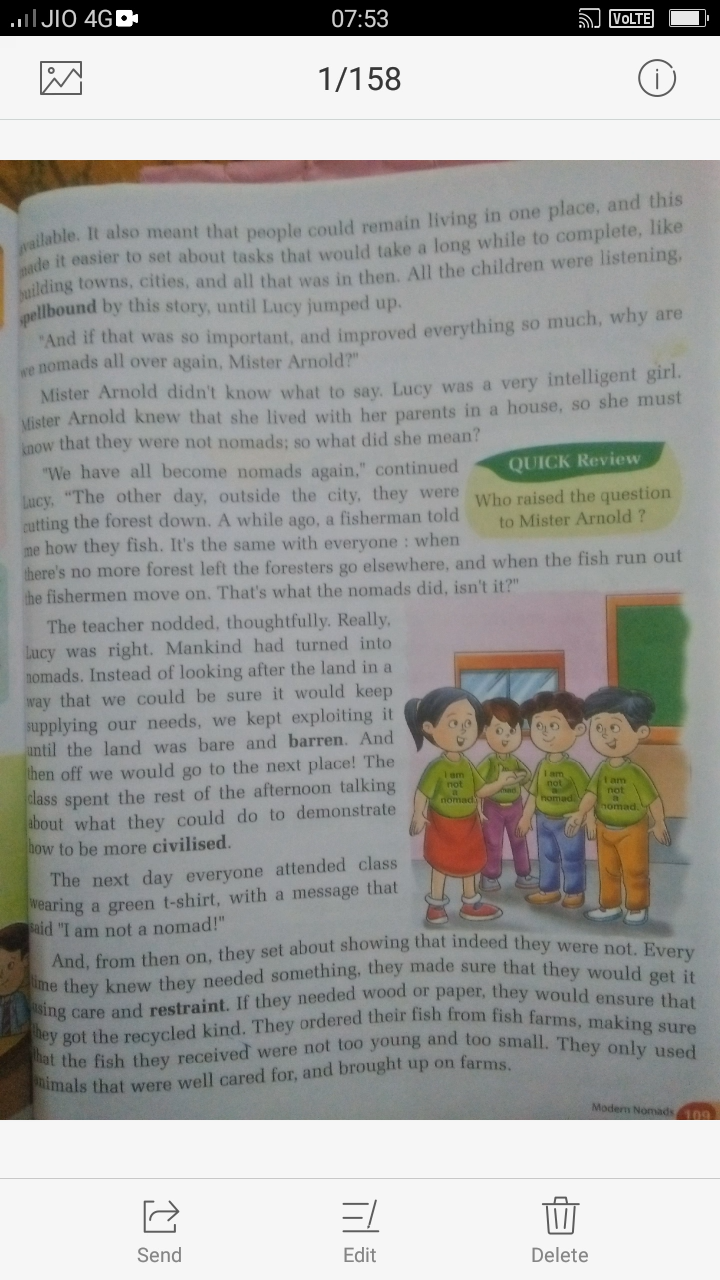 JIO 4G
07:53
VoLTE
1/158
available. It also meant that people could remain living in one place, and this
made it easier to set about tasks that would take a long while to complete, like
building towns, cities, and all that was in then. All the children were listening,
spellbound by this story, until Lucy jumped up.
"And if that was so important, and improved everything so much, why are
we nomads all over again, Mister Arnold?"
Mister Arnold didn't know what to say. Lucy was a very intelligent girl.
Mister Arnold knew that she lived with her parents in a house, so she must
know that they were not nomads; so what did she mean?
"We have all become nomads again," continued
Lucy, "The other day, outside the city, they were
cutting the forest down. A while ago, a fisherman told
me how they fish. It's the same with everyone : when
there's no more forest left the foresters go elsewhere, and when the fish run out
the fishermen move on. That's what the nomads did, isn't it?"
QUICK Review
Who raised the question
to Mister Arnold ?
The teacher nodded, thoughtfully. Really,
Lucy was right. Mankind had turned into
nomads. Instead of looking after the land in a
way that we could be sure it would keep
supplying our needs, we kept exploiting it
until the land was bare and barren. And
then off we would go to the next place! The
class spent the rest of the afternoon talking
about what they could do to demonstrate
how to be more civilised.
The next day everyone attended class
wearing a green t-shirt, with a message that
said "I am not a nomad!"
I am
not
a
nomad.
I am
not
a
nomad.
I am
not
a
nomad.
And, from then on, they set about showing that indeed they were not. Every
time they knew they needed something, they made sure that they would get it
using care and restraint. If they needed wood or paper, they would ensure that
they got the recycled kind. They ordered their fish from fish farms, making sure
that the fish they received were not too young and too small. They only used
animals that were well cared for, and brought up on farms.
Modern Nomads 109
Send
Edit
Delete